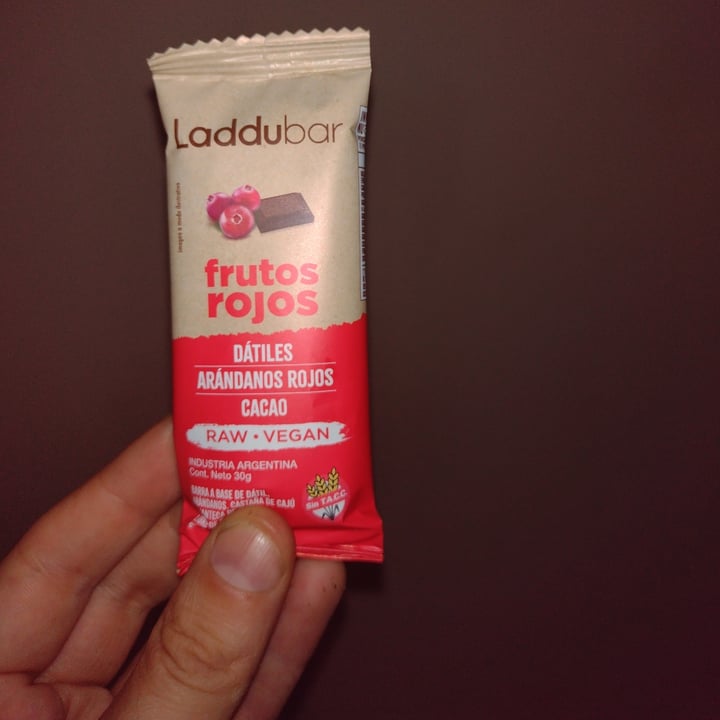 Laddubar
imagen a modo ilustrativo
frutos
rojos
DÁTILES
ARÁNDANOS ROJOS
CACAO
RAW • VEGAN
INDUSTRIA ARGENTINA
Cont. Neto 30g
BARRA A BASE DE DÁTIL,
ARÁNDANOS, CASTAÑA DE CAJÚ
Sin T.A.C.C.